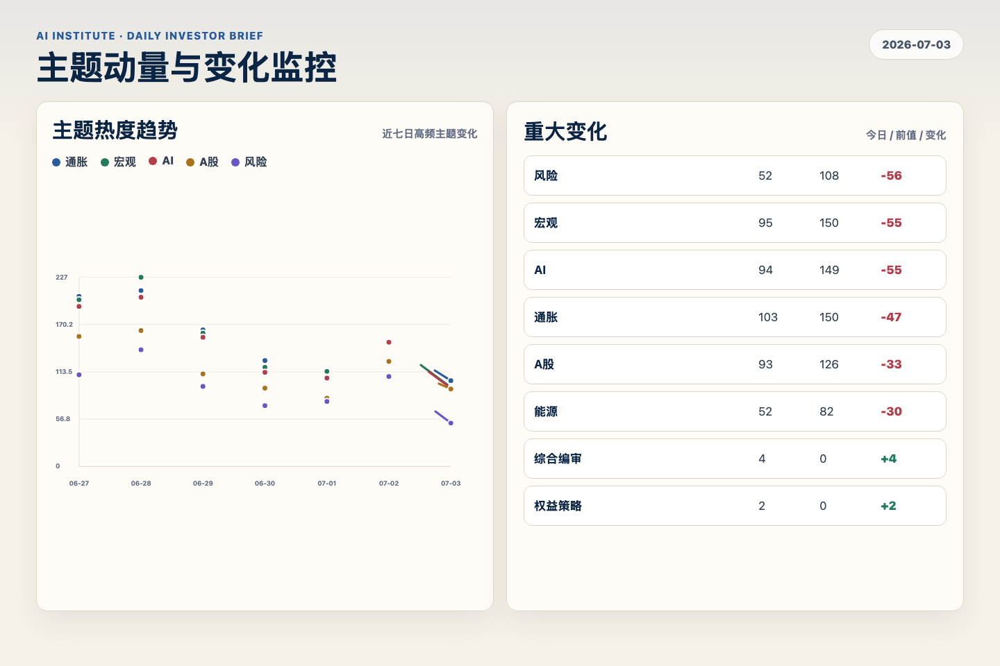 AI INSTITUTE · DAILY INVESTOR BRIEF
主题动量与变化监控
2026-07-03
主题热度趋势
近七日高频主题变化
通胀 宏观 AI A股 风险
227
170.2
113.5
56.8
0
06-27 06-28 06-29 06-30 07-01 07-02 07-03
重大变化
今日 / 前值 / 变化
风险 52 108 -56
宏观 95 150 -55
AI 94 149 -55
通胀 103 150 -47
A股 93 126 -33
能源 52 82 -30
综合编审 4 0 +4
权益策略 2 0 +2